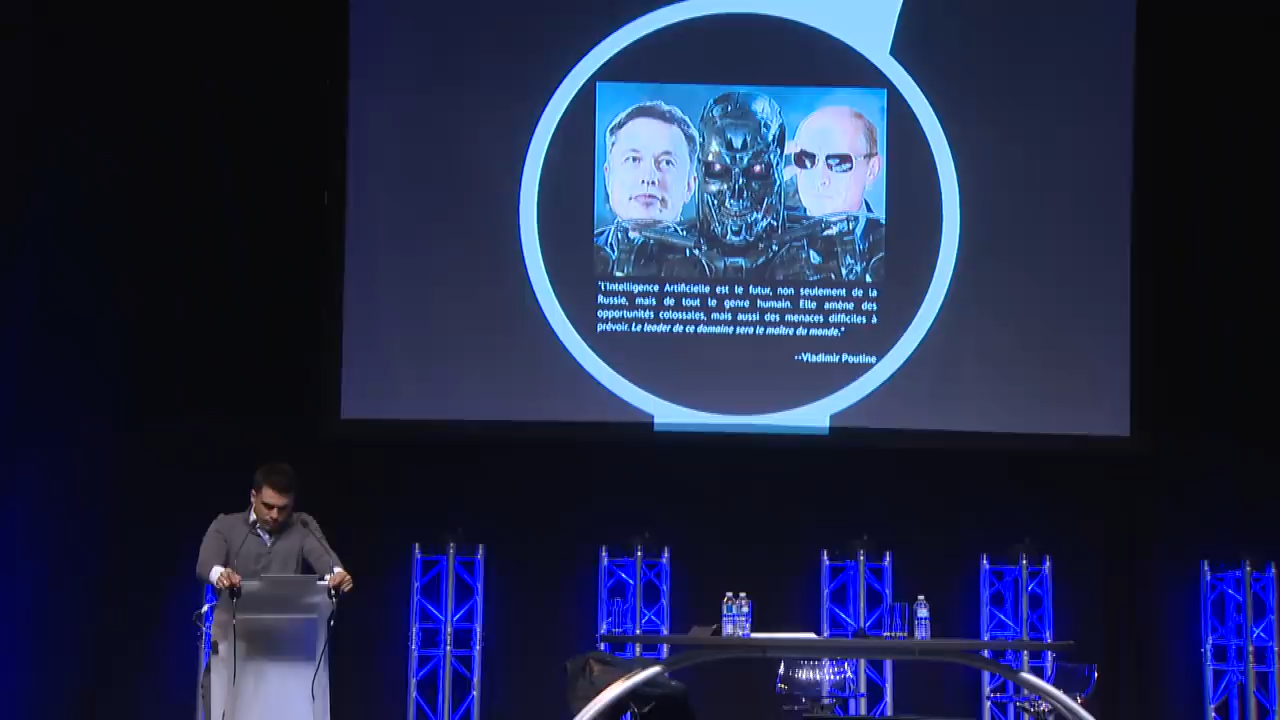 "l'Intelligence Artificielle est le futur, non seulement de la
Russie, mais de tout le genre humain. Elle amène des
opportunités colossales, mais aussi des menaces difficiles à
prévoir. Le leader de ce domaine sera le maître du monde."
--Vladimir Poutine